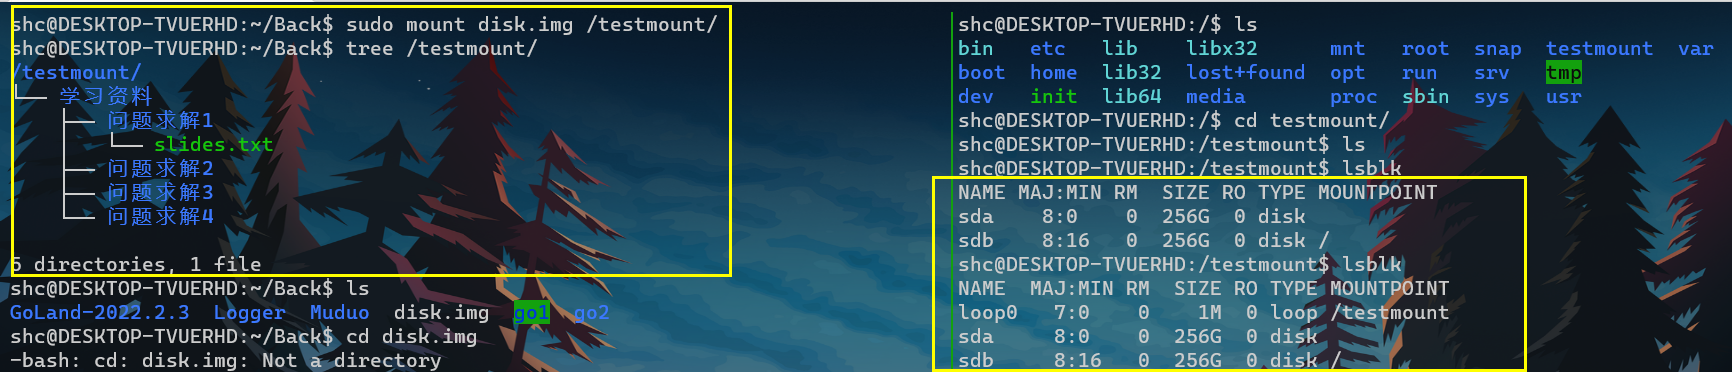 shc@DESKTOP-TVUERHD:~/Back$ sudo mount disk.img /testmount/
shc@DESKTOP-TVUERHD:~/Back$ tree /testmount/
/testmount/
└── 学习资料
    ├── 问题求解1
    │   └── slides.txt
    ├── 问题求解2
    ├── 问题求解3
    └── 问题求解4
5 directories, 1 file
shc@DESKTOP-TVUERHD:~/Back$ ls
GoLand-2022.2.3  Logger  Muduo  disk.img  go1  go2
shc@DESKTOP-TVUERHD:~/Back$ cd disk.img
-bash: cd: disk.img: Not a directory
shc@DESKTOP-TVUERHD:/$ ls
bin   etc   lib    libx32      mnt   root  snap  testmount  var
boot  home  lib32  lost+found  opt   run   srv   tmp
dev   init  lib64  media       proc  sbin  sys   usr
shc@DESKTOP-TVUERHD:/$ cd testmount/
shc@DESKTOP-TVUERHD:/testmount$ ls
shc@DESKTOP-TVUERHD:/testmount$ lsblk
NAME MAJ:MIN RM  SIZE RO TYPE MOUNTPOINT
sda    8:0    0  256G  0 disk
sdb    8:16   0  256G  0 disk /
shc@DESKTOP-TVUERHD:/testmount$ lsblk
NAME  MAJ:MIN RM  SIZE RO TYPE MOUNTPOINT
loop0   7:0    0    1M  0 loop /testmount
sda     8:0    0  256G  0 disk
sdb     8:16   0  256G  0 disk /